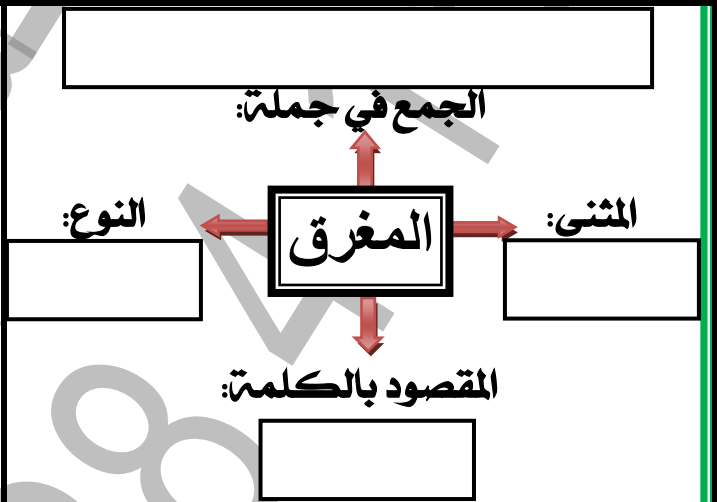 الجمع في جملة:
المثنى:
النوع:
المغرق
المقصود بالكلمة: